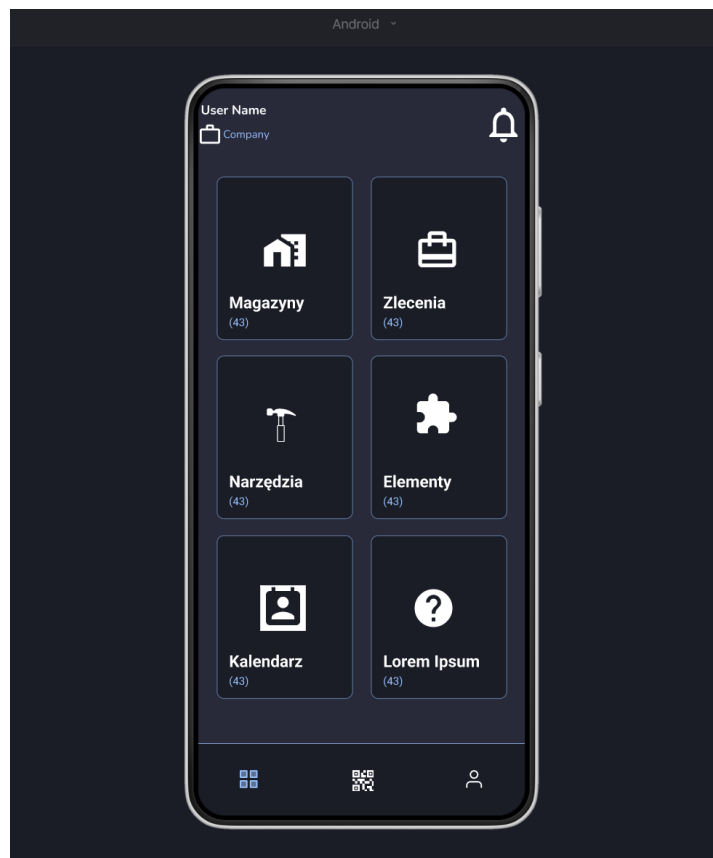 Android
User Name
Company
Magazyny
(43)
Zlecenia
(43)
Narzędzia
(43)
Elementy
(43)
Kalendarz
(43)
Lorem Ipsum
(43)